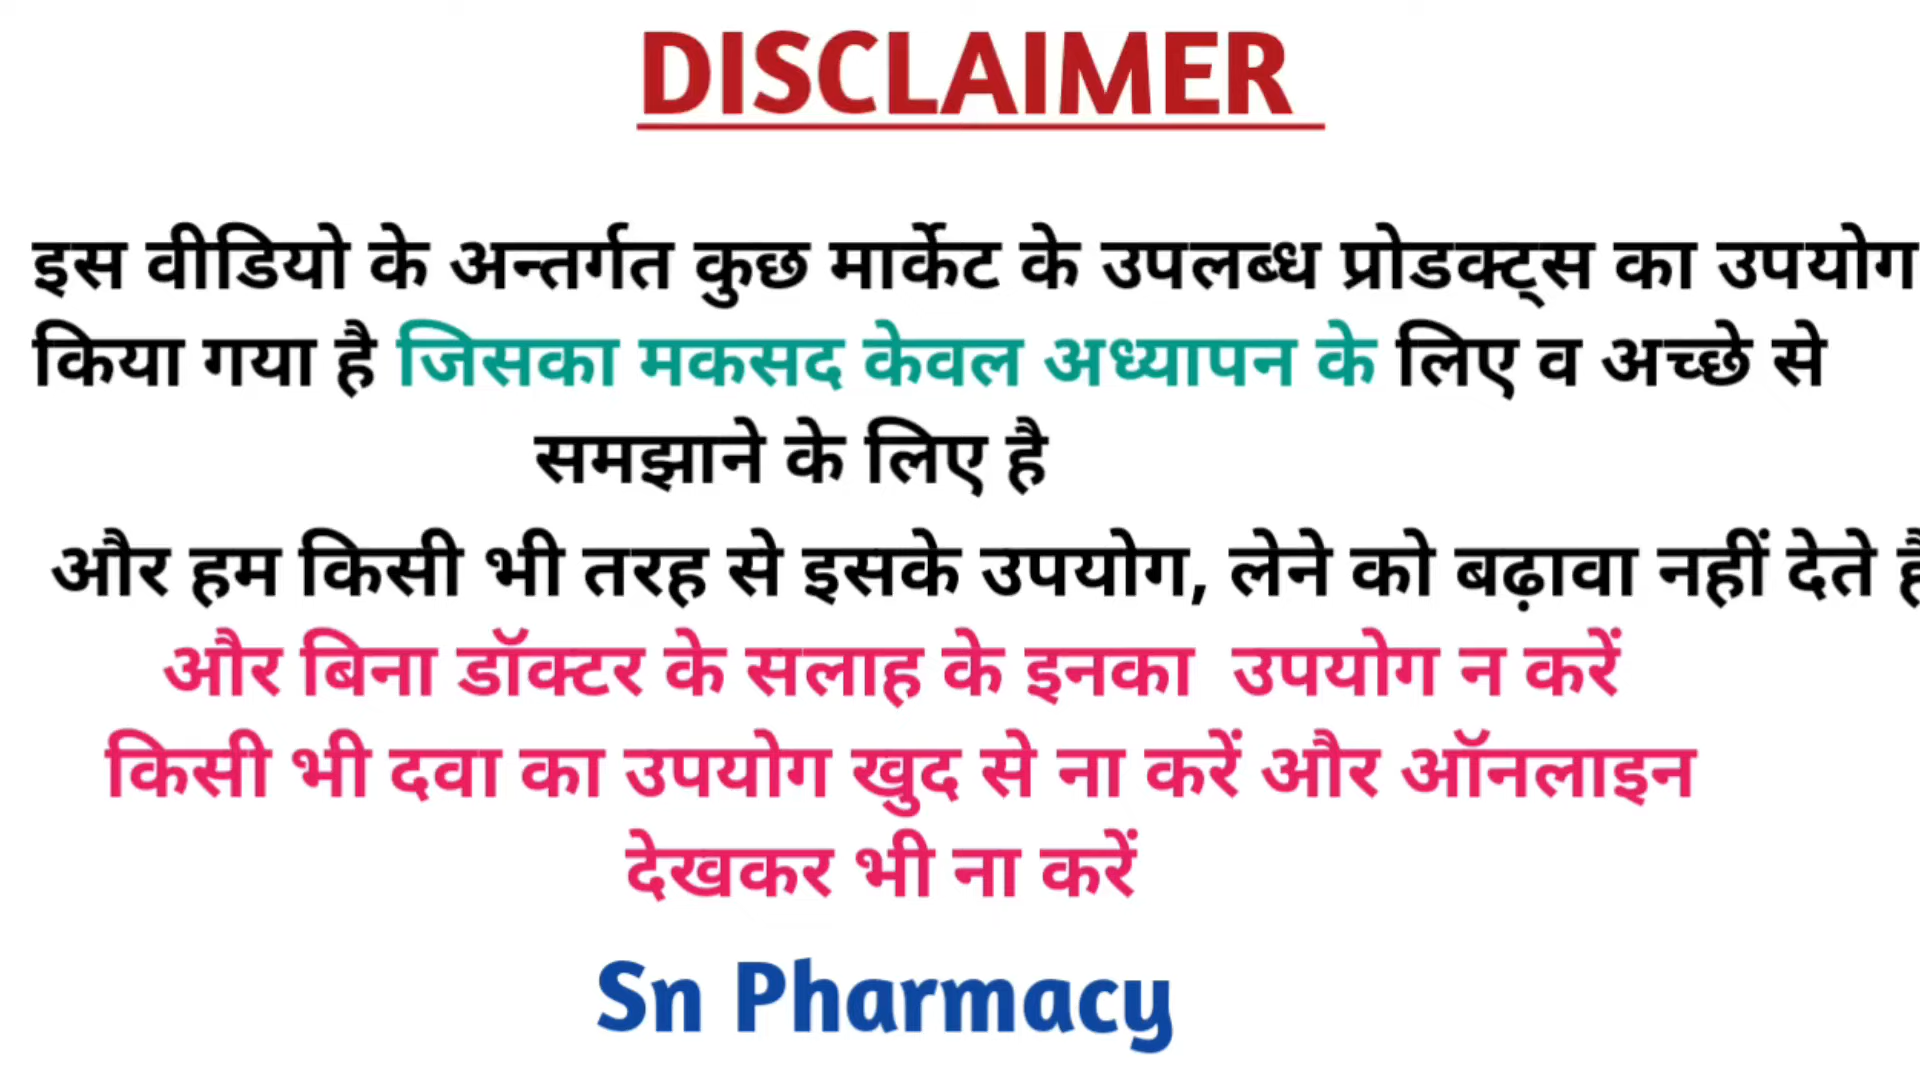 DISCLAIMER
इस वीडियो के अन्तर्गत कुछ मार्केट के उपलब्ध प्रोडक्ट्स का उपयोग
किया गया है जिसका मकसद केवल अध्यापन के लिए व अच्छे से
समझाने के लिए है
और हम किसी भी तरह से इसके उपयोग, लेने को बढ़ावा नहीं देते है
और बिना डॉक्टर के सलाह के इनका उपयोग न करें
किसी भी दवा का उपयोग खुद से ना करें और ऑनलाइन
देखकर भी ना करें
Sn Pharmacy